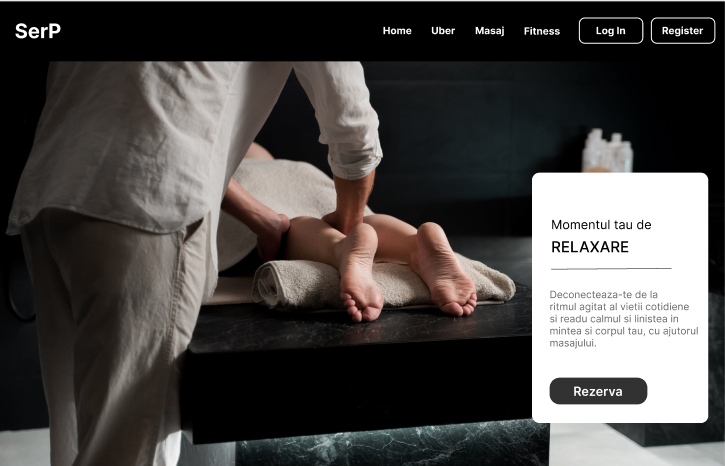 SerP
Home Uber Masaj Fitness Log In Register
Momentul tau de
RELAXARE
Deconecteaza-te de la
ritmul agitat al vietii cotidiene
si readu calmul si linistea in
mintea si corpul tau, cu ajutorul
masajului.
Rezerva